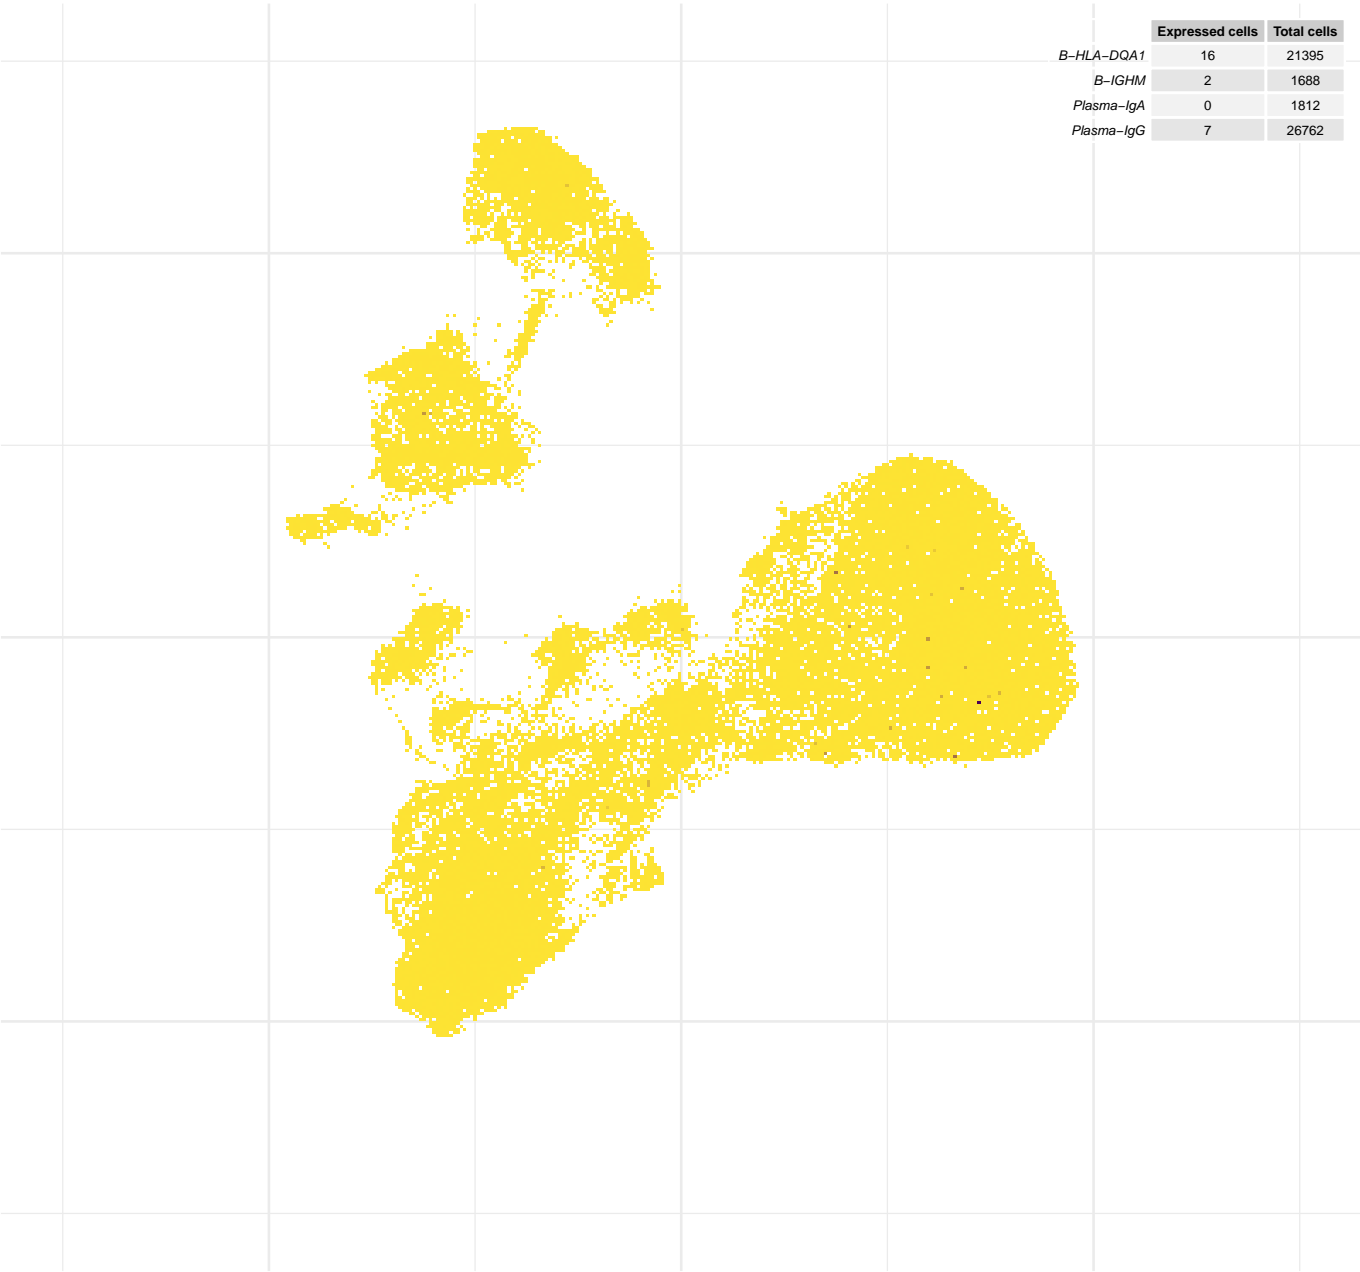 Expressed cells Total cells
B−HLA−DQA1 16 21395
B−IGHM 2 1688
Plasma−IgA 0 1812
Plasma−IgG 7 26762